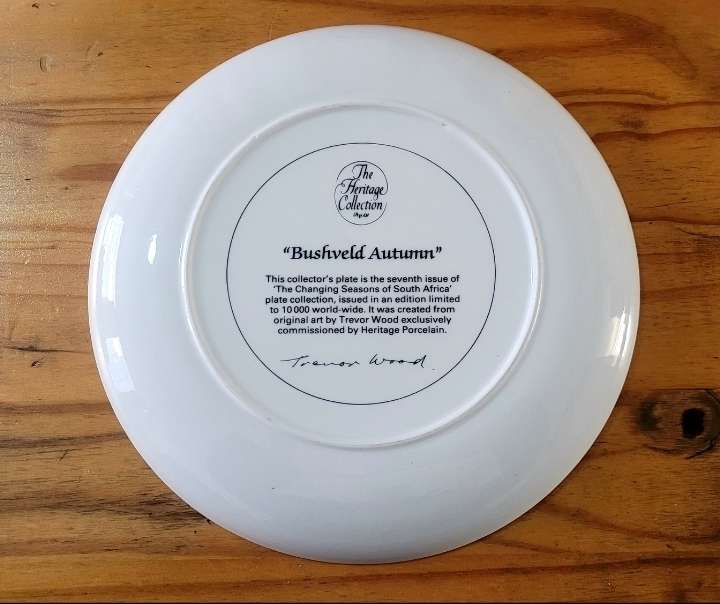 The
Heritage
Collection
(Pty) Ltd
"Bushveld Autumn"
This collector's plate is the seventh issue of
'The Changing Seasons of South Africa'
plate collection, issued in an edition limited
to 10 000 world-wide. It was created from
original art by Trevor Wood exclusively
commissioned by Heritage Porcelain.
Trevor Wood.